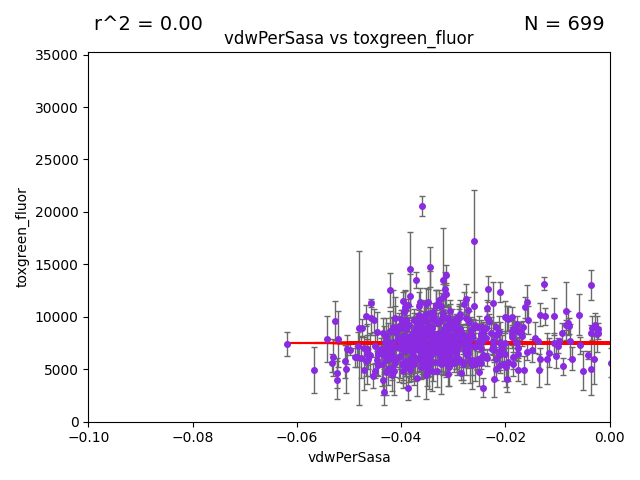 r^2 = 0.00
N = 699
vdwPerSasa vs toxgreen_fluor
35000
30000
25000
20000
15000
10000
5000
0
toxgreen_fluor
−0.10
−0.08
−0.06
−0.04
−0.02
0.00
vdwPerSasa